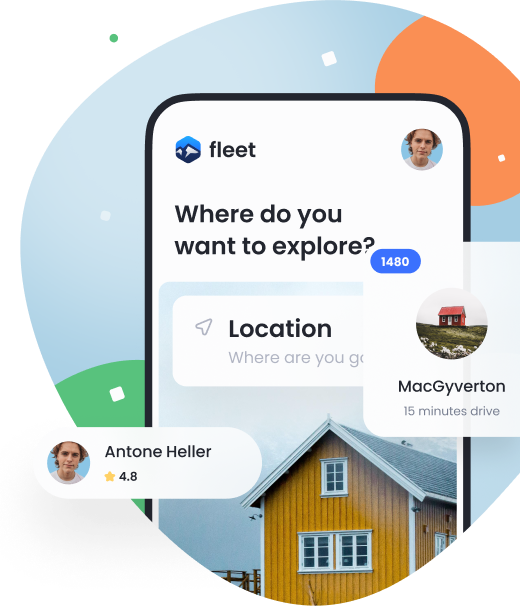 fleet
Where do you
want to explore?
1480
Location
Where are you go
MacGyverton
15 minutes drive
Antone Heller
4.8